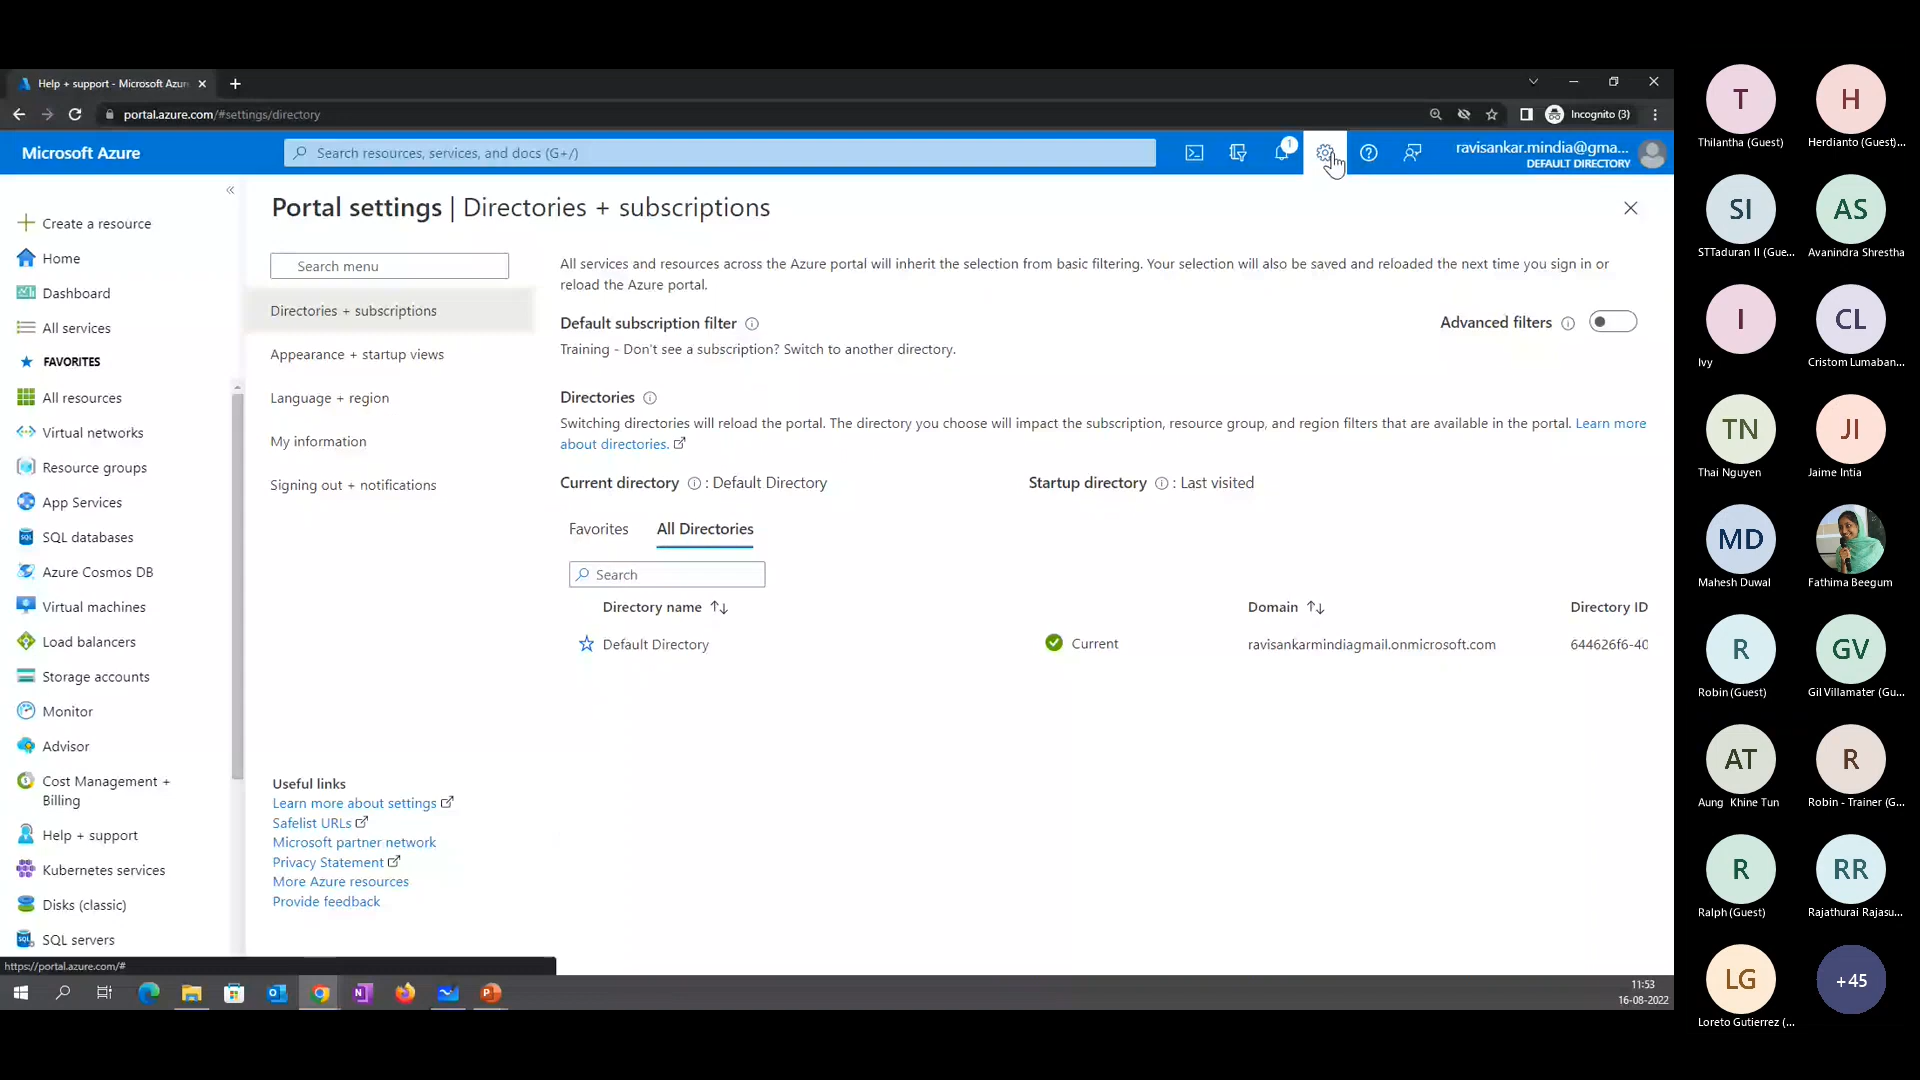 Help + support - Microsoft Azur
portal.azure.com/#settings/directory
Incognito (3)
Microsoft Azure
Search resources, services, and docs (G+/)
1
ravisankar.mindia@gma...
DEFAULT DIRECTORY
Create a resource
Home
Dashboard
All services
FAVORITES
All resources
Virtual networks
Resource groups
App Services
SQL databases
Azure Cosmos DB
Virtual machines
Load balancers
Storage accounts
Monitor
Advisor
Cost Management +
Billing
Help + support
Kubernetes services
Disks (classic)
SQL servers
https://portal.azure.com/#
Portal settings | Directories + subscriptions
Search menu
Directories + subscriptions
Appearance + startup views
Language + region
My information
Signing out + notifications
Useful links
Learn more about settings
Safelist URLs
Microsoft partner network
Privacy Statement
More Azure resources
Provide feedback
All services and resources across the Azure portal will inherit the selection from basic filtering. Your selection will also be saved and reloaded the next time you sign in or
reload the Azure portal.
Default subscription filter
Advanced filters
Training - Don't see a subscription? Switch to another directory.
Directories
Switching directories will reload the portal. The directory you choose will impact the subscription, resource group, and region filters that are available in the portal. Learn more
about directories.
Current directory : Default Directory
Startup directory : Last visited
Favorites
All Directories
Search
Directory name
Domain
Directory ID
Default Directory
Current
ravisankarmindiagmail.onmicrosoft.com
644626f6-40
11:53
16-08-2022
T
Thilantha (Guest)
H
Herdianto (Guest)...
SI
STTaduran II (Gue...
AS
Avanindra Shrestha
I
Ivy
CL
Cristom Lumaban...
TN
Thai Nguyen
JI
Jaime Intia
MD
Mahesh Duwal
Fathima Beegum
R
Robin (Guest)
GV
Gil Villamater (Gu...
AT
Aung Khine Tun
R
Robin - Trainer (G...
R
Ralph (Guest)
RR
Rajathurai Rajasu...
LG
Loreto Gutierrez (...
+45